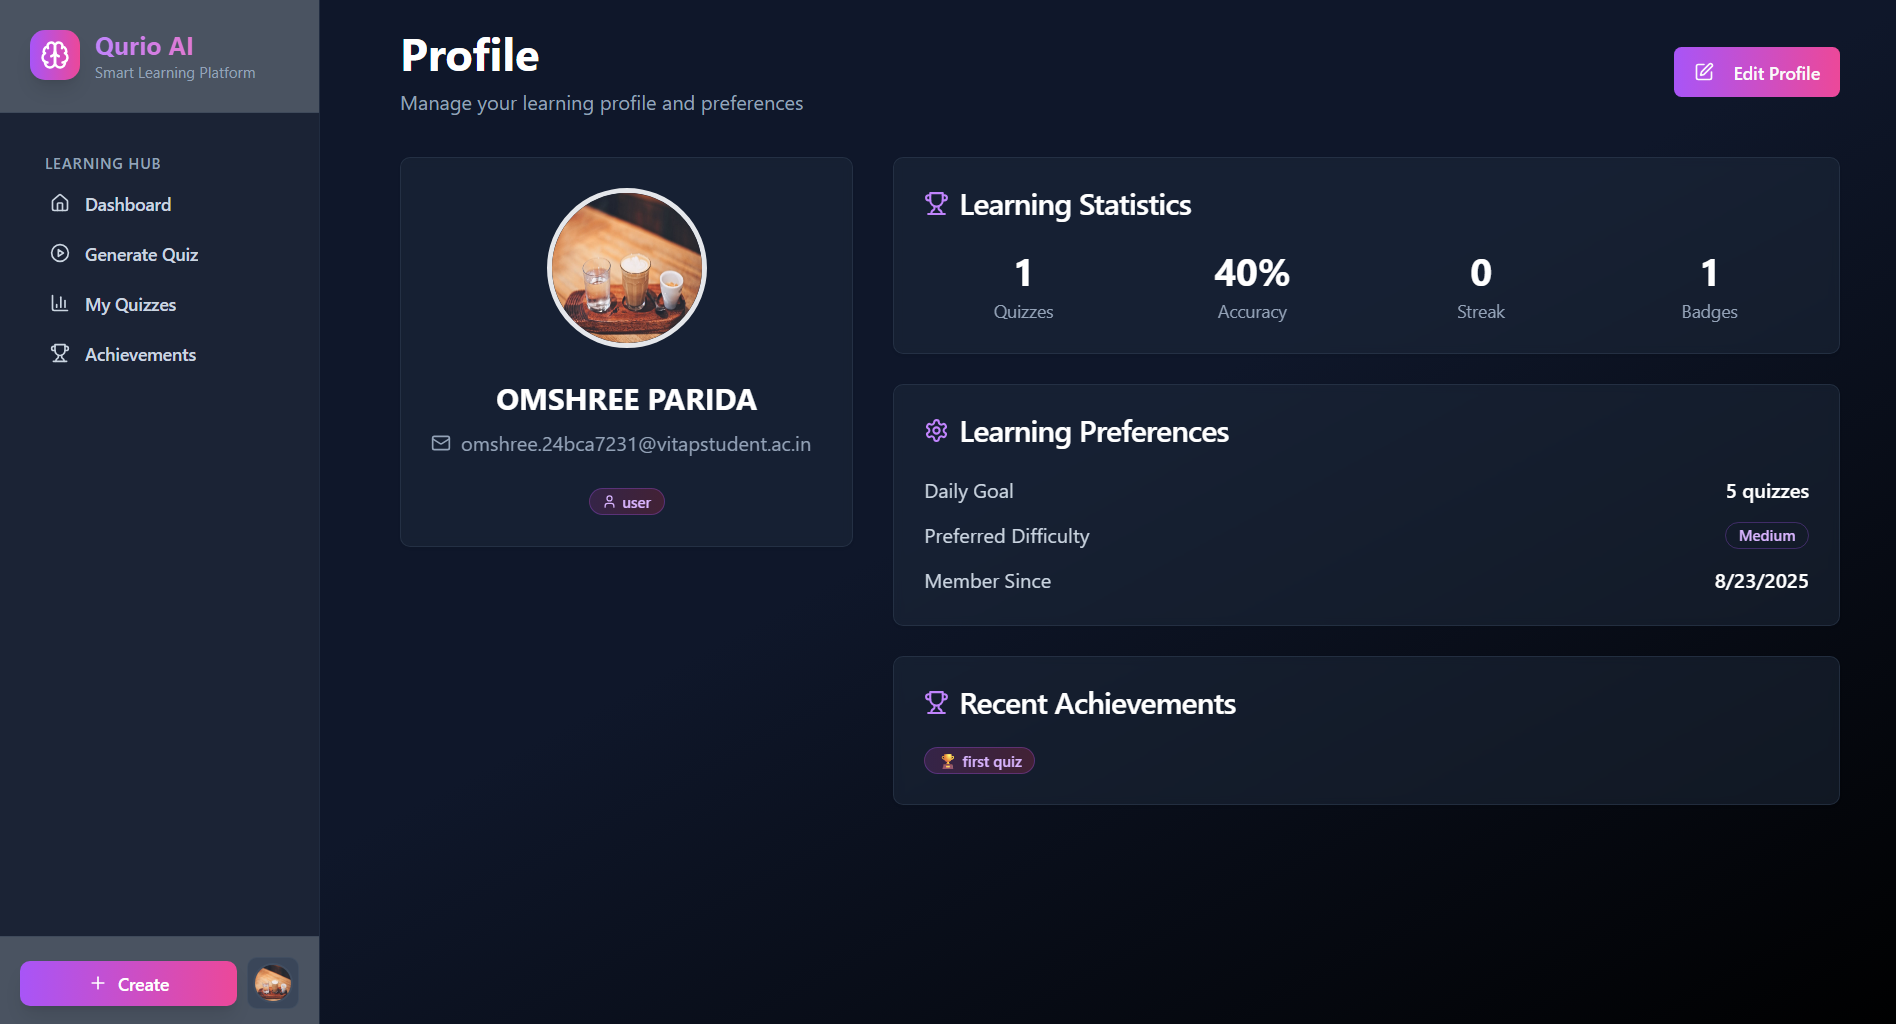 Qurio AI
Smart Learning Platform
LEARNING HUB
Dashboard
Generate Quiz
My Quizzes
Achievements
Create
Profile
Manage your learning profile and preferences
Edit Profile
OMSHREE PARIDA
omshree.24bca7231@vitapstudent.ac.in
user
Learning Statistics
1 40% 0 1
Quizzes Accuracy Streak Badges
Learning Preferences
Daily Goal 5 quizzes
Preferred Difficulty Medium
Member Since 8/23/2025
Recent Achievements
first quiz